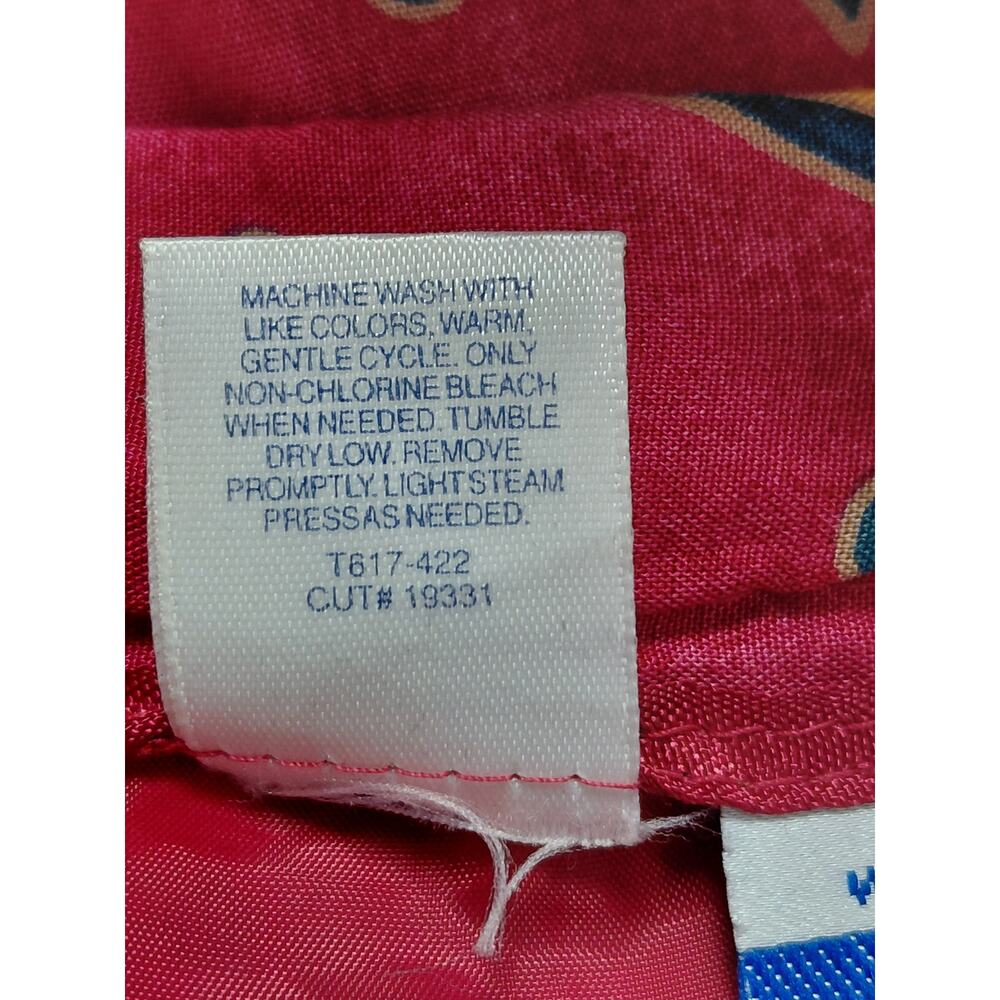 MACHINE WASH WITH
LIKE COLORS, WARM,
GENTLE CYCLE. ONLY
NON-CHLORINE BLEACH
WHEN NEEDED. TUMBLE
DRY LOW. REMOVE
PROMPTLY. LIGHT STEAM
PRESS AS NEEDED.
T617-422
CUT# 19331